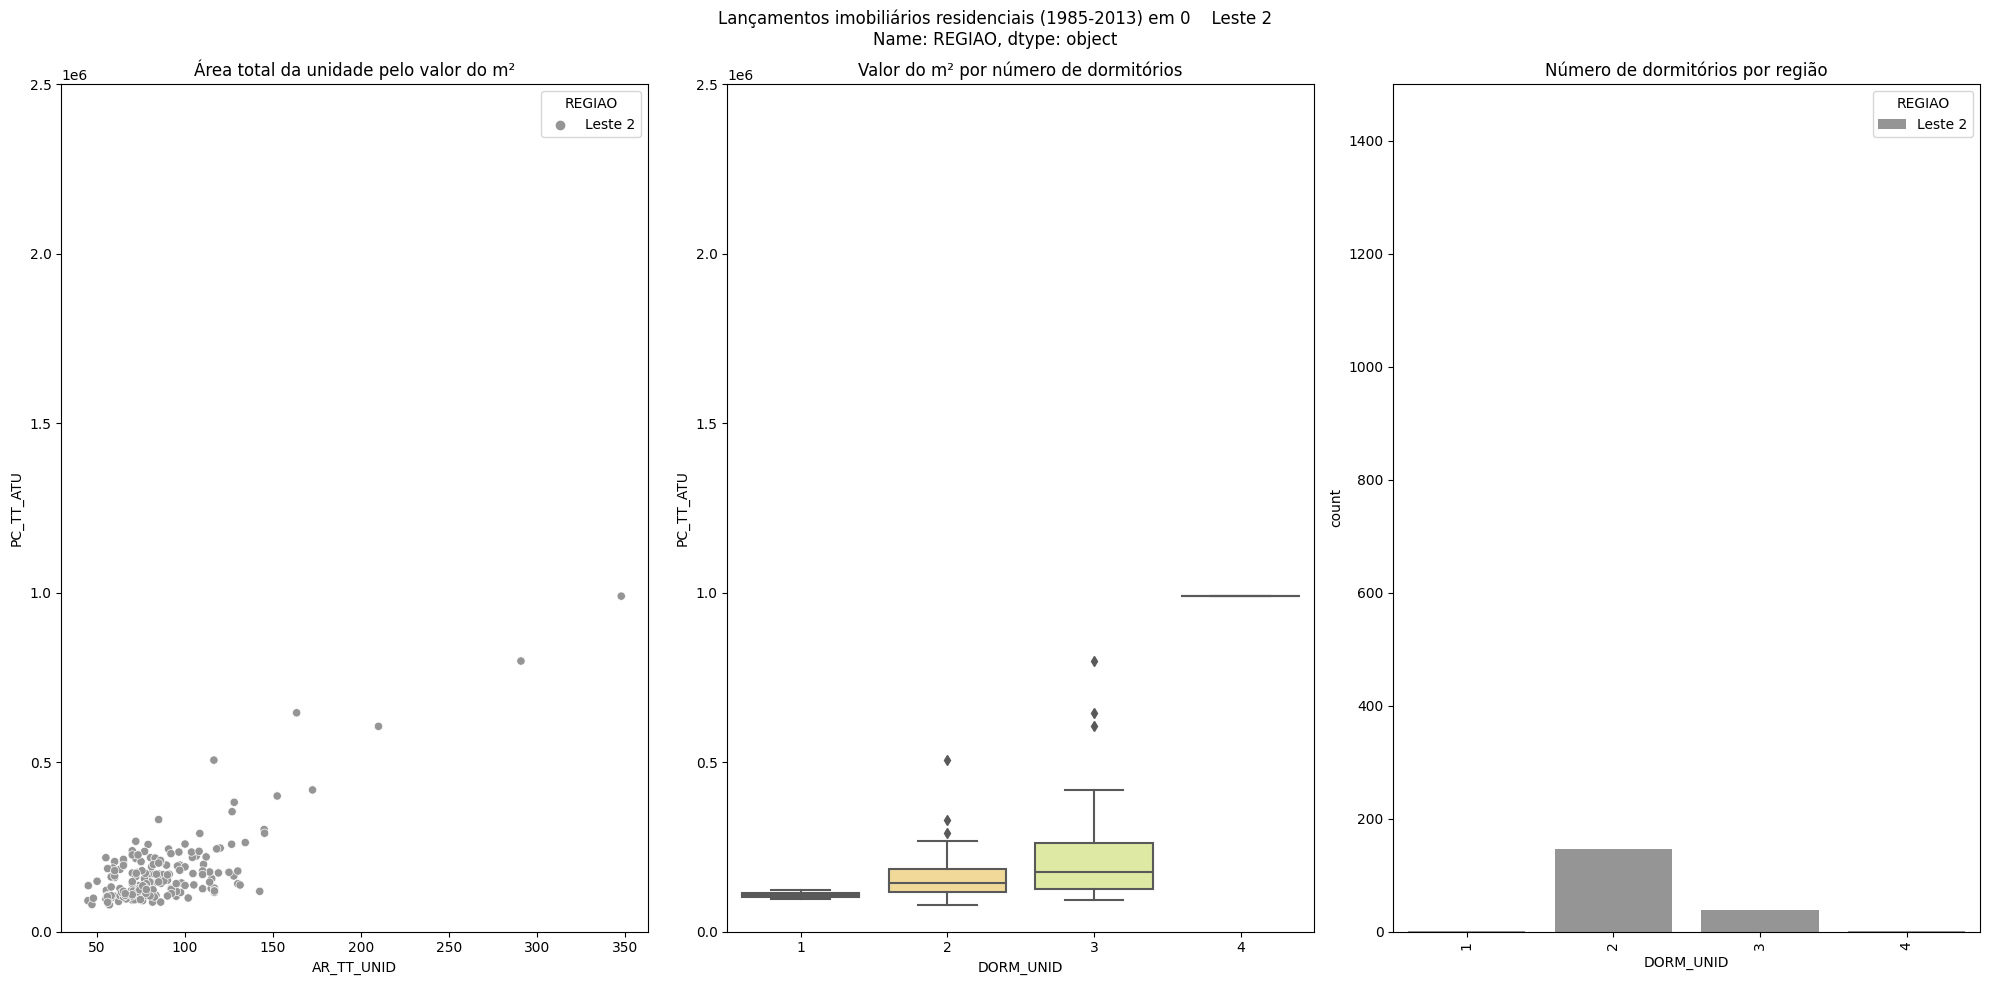 Lançamentos imobiliários residenciais (1985-2013) em 0    Leste 2
Name: REGIAO, dtype: object
Área total da unidade pelo valor do m²
1e6
2.5
2.0
1.5
1.0
0.5
0.0
PC_TT_ATU
50 100 150 200 250 300 350
AR_TT_UNID
REGIAO
Leste 2
Valor do m² por número de dormitórios
1e6
2.5
2.0
1.5
1.0
0.5
0.0
PC_TT_ATU
1 2 3 4
DORM_UNID
Número de dormitórios por região
1400
1200
1000
800
600
400
200
0
count
1 2 3 4
DORM_UNID
REGIAO
Leste 2